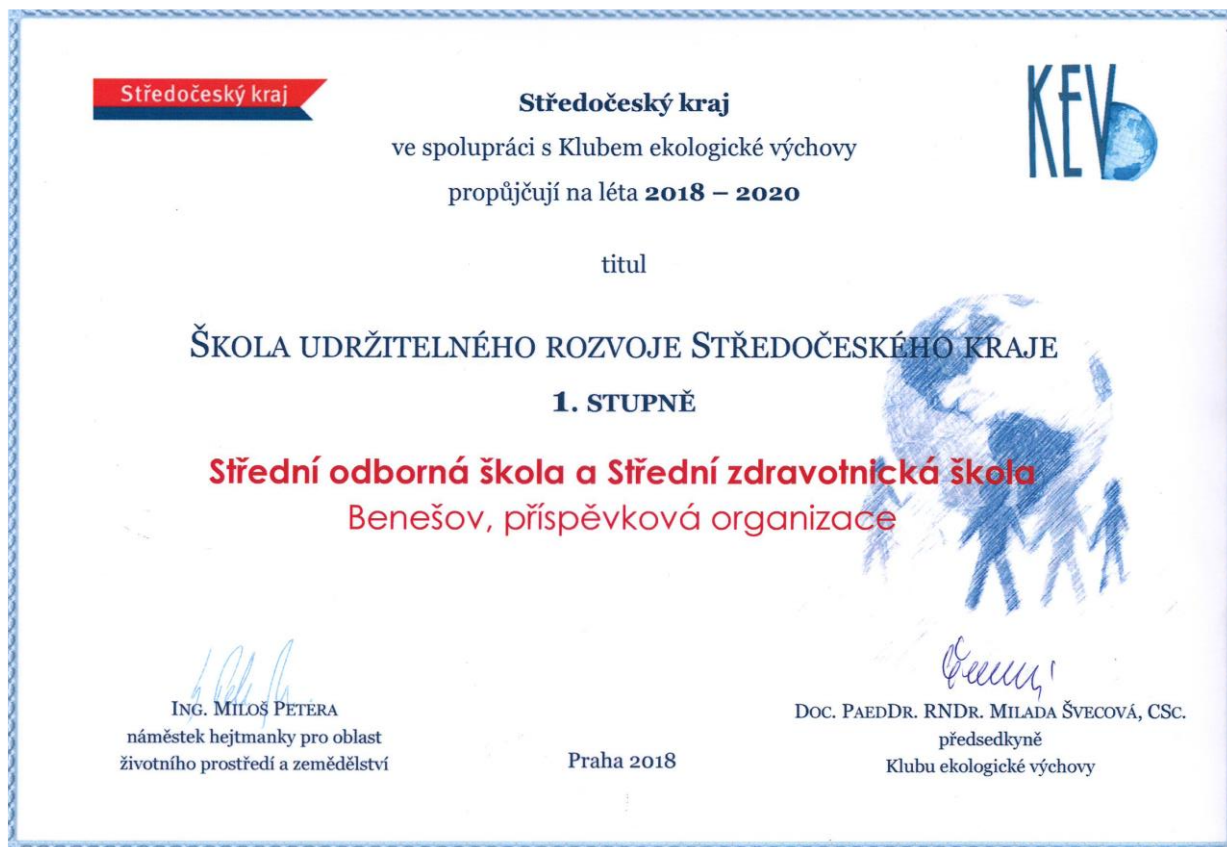 Středočeský kraj
KEV
Středočeský kraj
ve spolupráci s Klubem ekologické výchovy
propůjčují na léta 2018 – 2020
titul
ŠKOLA UDRŽITELNÉHO ROZVOJE STŘEDOČESKÉHO KRAJE
1. STUPNĚ
Střední odborná škola a Střední zdravotnická škola
Benešov, příspěvková organizace
ING. MILOŠ PETERA
náměstek hejtmanky pro oblast
životního prostředí a zemědělství
Praha 2018
DOC. PAEDDR. RNDR. MILADA ŠVECOVÁ, CSC.
předsedkyně
Klubu ekologické výchovy